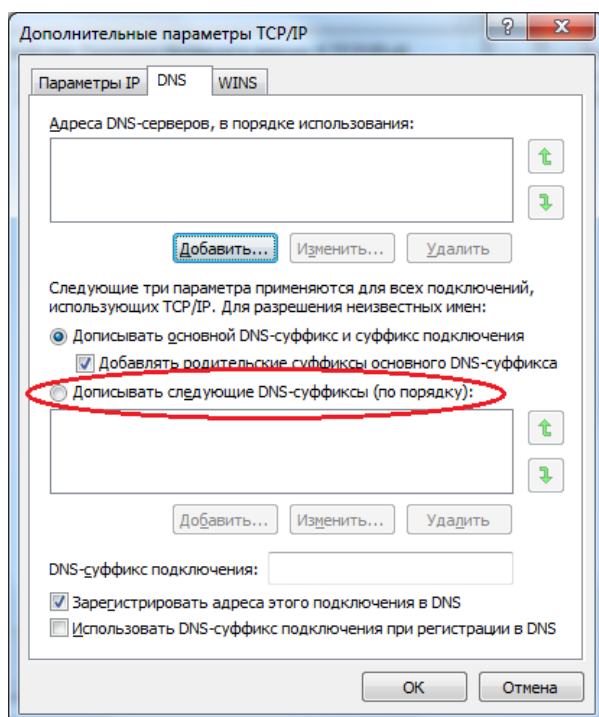 Дополнительные параметры TCP/IP
Параметры IP DNS WINS
Адреса DNS-серверов, в порядке использования:
Добавить... Изменить... Удалить
Следующие три параметра применяются для всех подключений,
использующих TCP/IP. Для разрешения неизвестных имен:
Дописывать основной DNS-суффикс и суффикс подключения
Добавлять родительские суффиксы основного DNS-суффикса
Дописывать следующие DNS-суффиксы (по порядку):
Добавить... Изменить... Удалить
DNS-суффикс подключения:
Зарегистрировать адреса этого подключения в DNS
Использовать DNS-суффикс подключения при регистрации в DNS
ОК Отмена